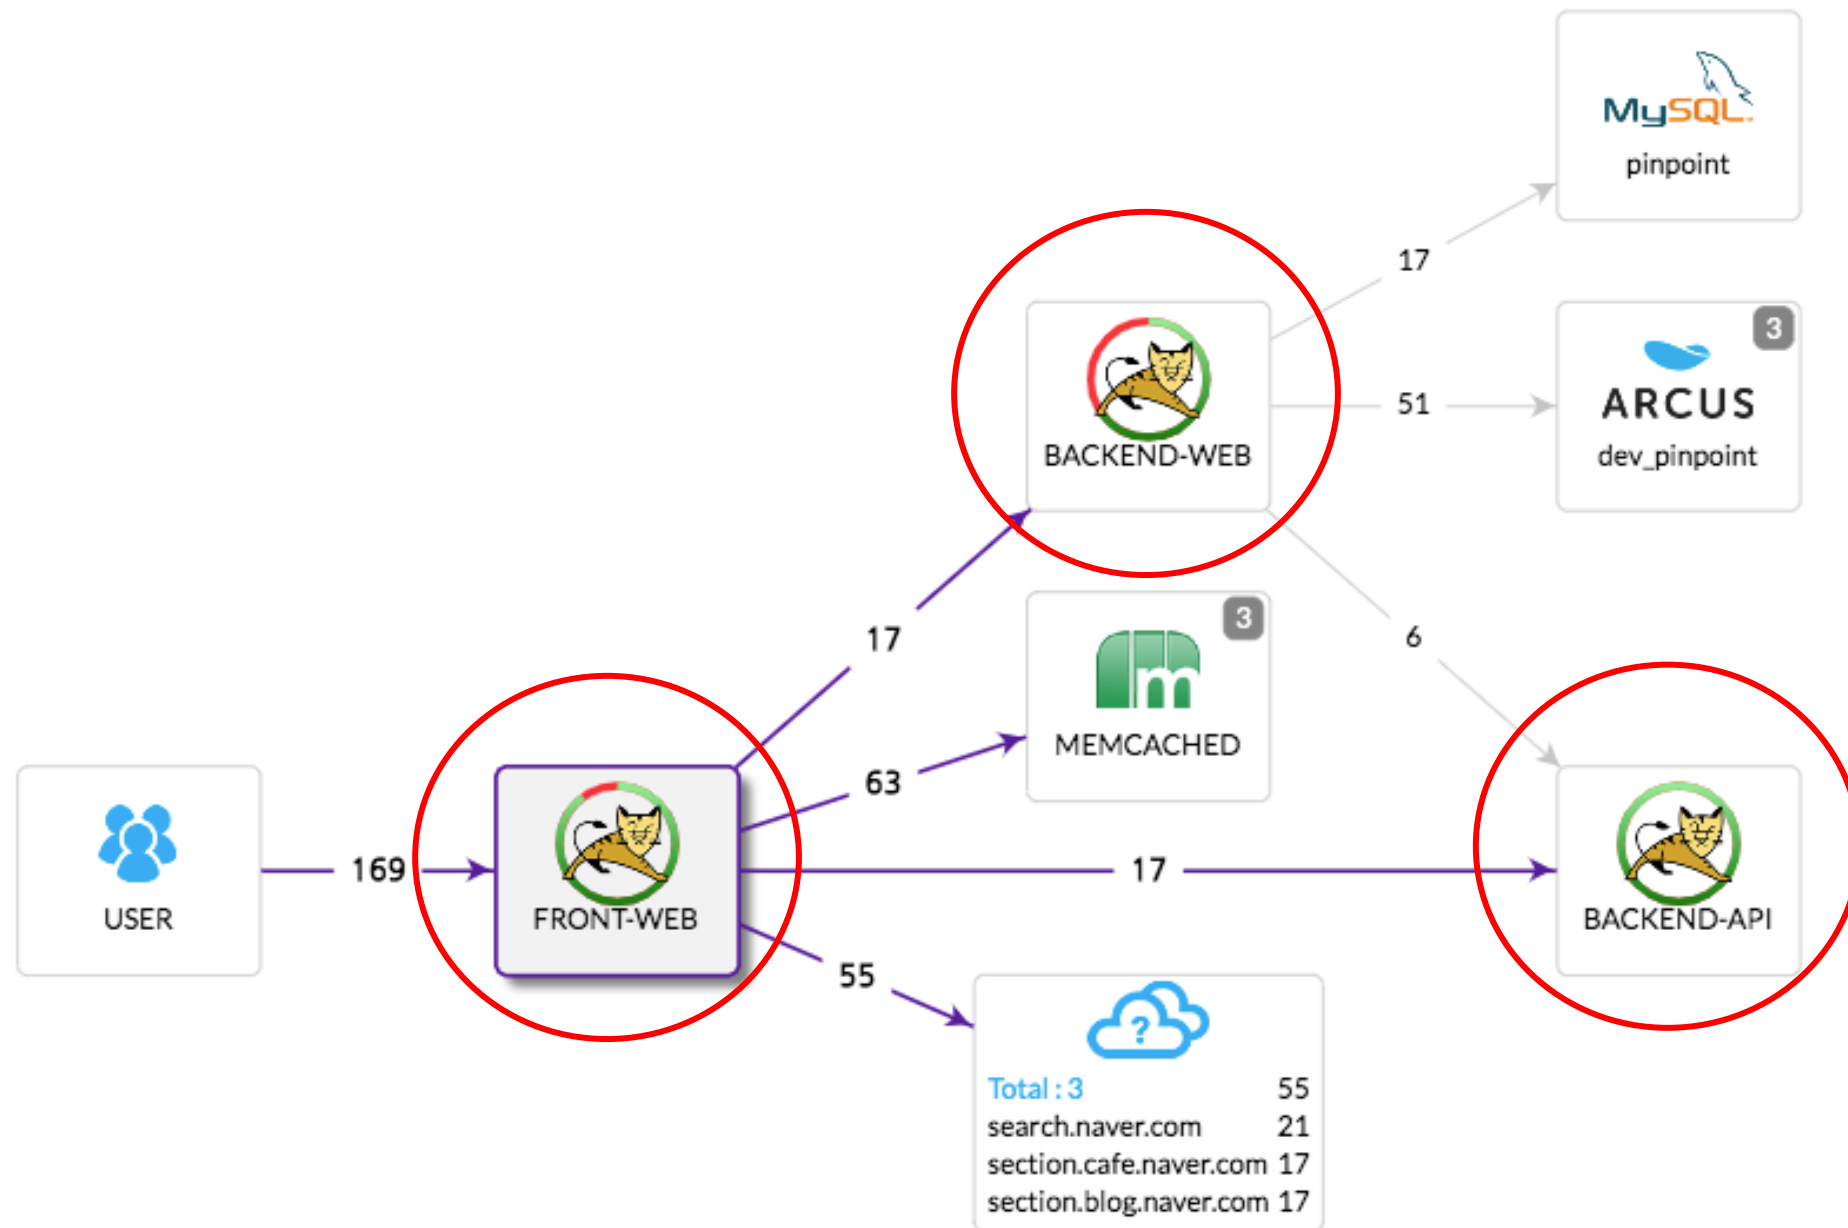 MySQL
pinpoint
17
3
ARCUS
dev_pinpoint
51
BACKEND-WEB
6
17
3
MEMCACHED
63
USER
169
FRONT-WEB
17
BACKEND-API
55
?
Total : 3 55
search.naver.com 21
section.cafe.naver.com 17
section.blog.naver.com 17